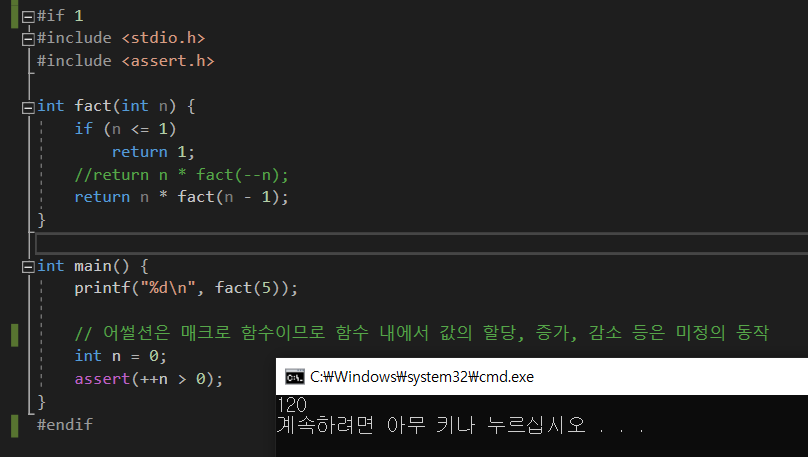 #if 1
#include <stdio.h>
#include <assert.h>
int fact(int n) {
if (n <= 1)
return 1;
//return n * fact(--n);
return n * fact(n - 1);
}
int main() {
printf("%d\n", fact(5));
// 어썰션은 매크로 함수이므로 함수 내에서 값의 할당, 증가, 감소 등은 미정의 동작
int n = 0;
assert(++n > 0);
}
#endif
C:\Windows₩system32₩cmd.exe
120
계속하려면 아무 키나 누르십시오 . . .